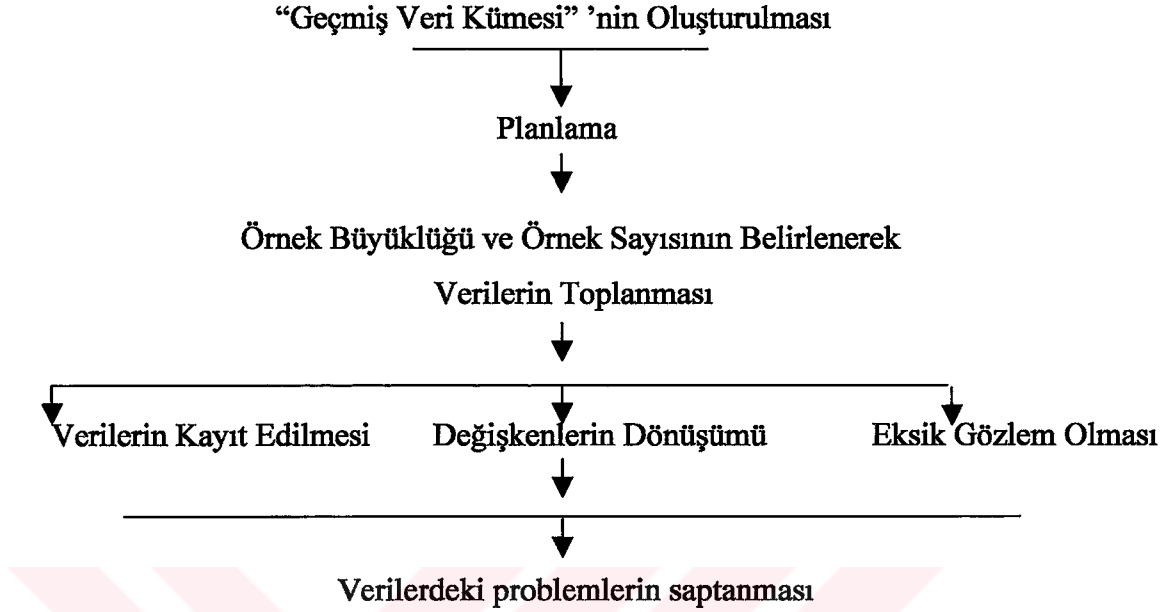 “Geçmiş Veri Kümesi” ’nin Oluşturulması
Planlama
Örnek Büyüklüğü ve Örnek Sayısının Belirlenerek
Verilerin Toplanması
Verilerin Kayıt Edilmesi
Değişkenlerin Dönüşümü
Eksik Gözlem Olması
Verilerdeki problemlerin saptanması